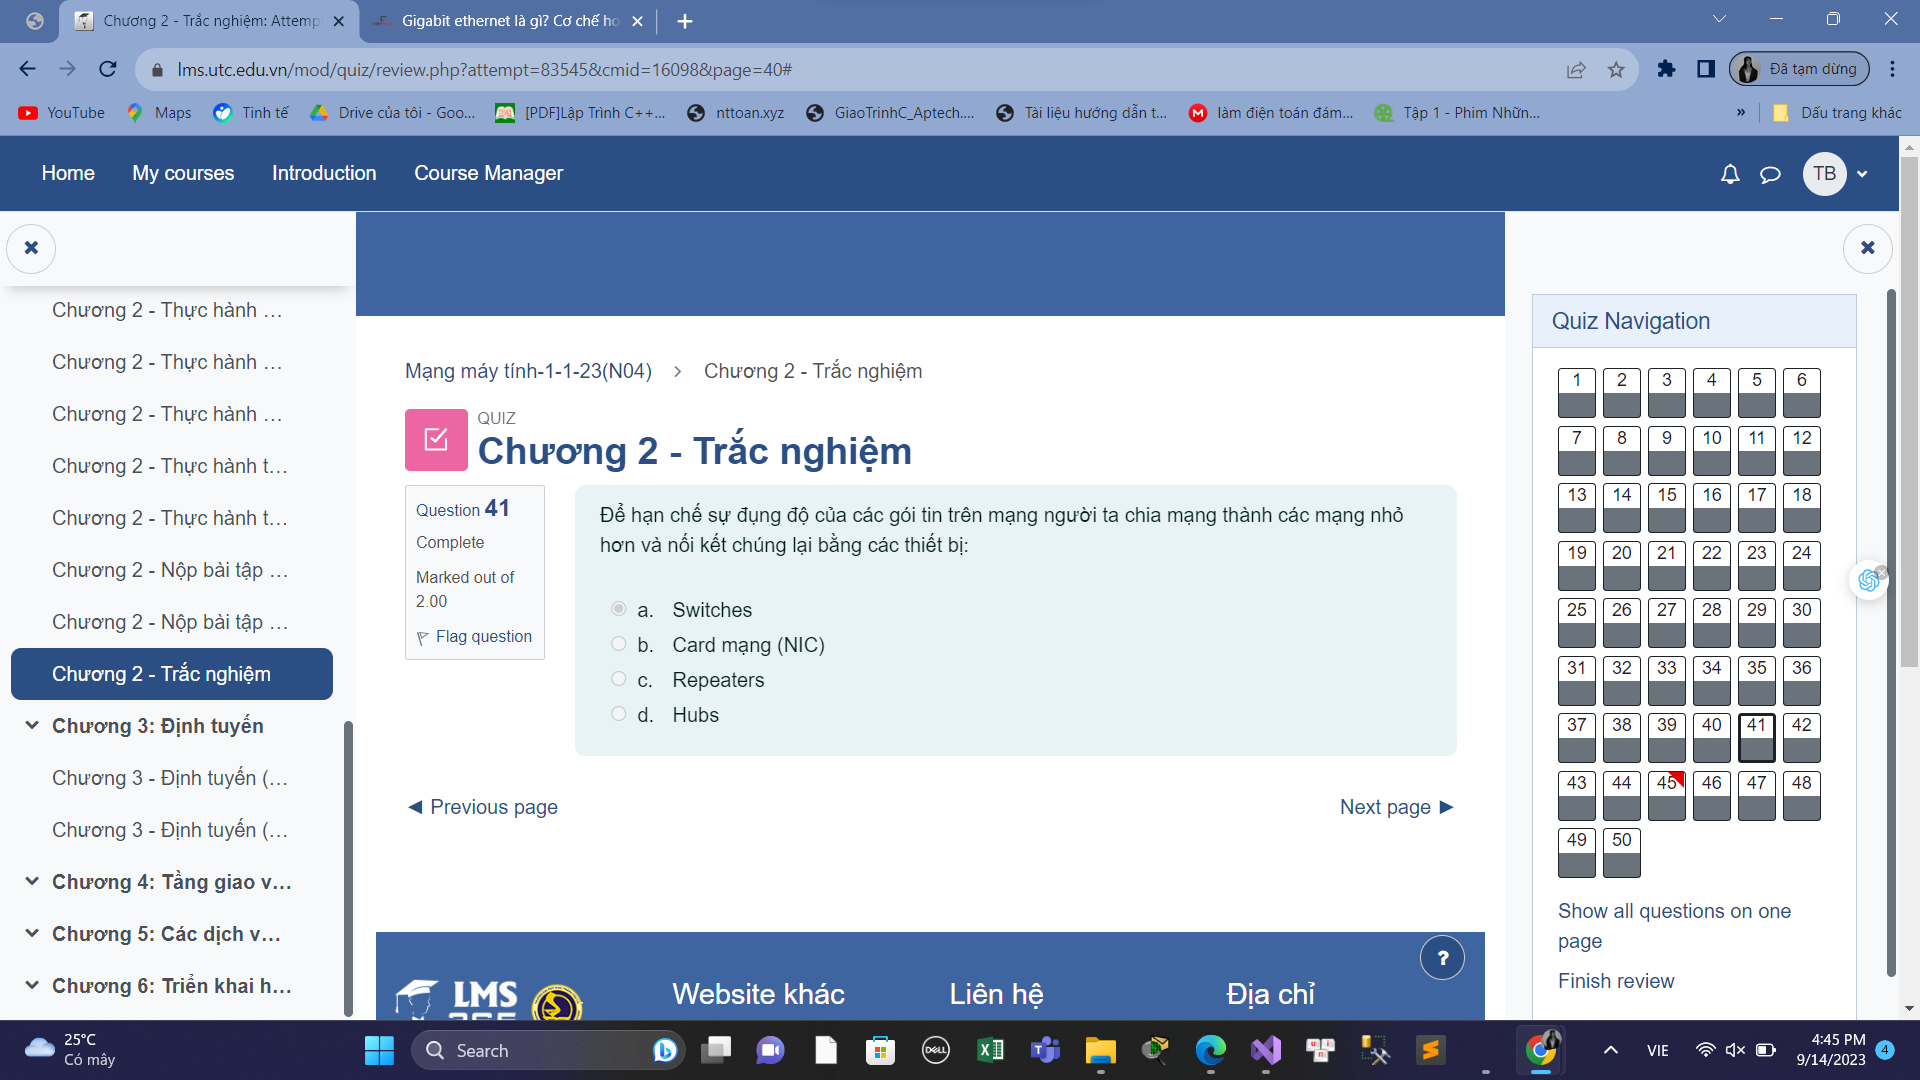 Chương 2 - Trắc nghiệm: Attemp
Gigabit ethernet là gì? Cơ chế ho
lms.utc.edu.vn/mod/quiz/review.php?attempt=83545&cmid=16098&page=40#
Đã tạm dừng
YouTube
Maps
Tinh tế
Drive của tôi - Goo...
[PDF]Lập Trình C++...
nttoan.xyz
GiaoTrinhC_Aptech....
Tài liệu hướng dẫn t...
làm điện toán đám...
Tập 1 - Phim Nhữn...
»
Dấu trang khác
Home
My courses
Introduction
Course Manager
TB
Chương 2 - Thực hành ...
Chương 2 - Thực hành ...
Chương 2 - Thực hành ...
Chương 2 - Thực hành t...
Chương 2 - Thực hành t...
Chương 2 - Nộp bài tập ...
Chương 2 - Nộp bài tập ...
Chương 2 - Trắc nghiệm
Chương 3: Định tuyến
Chương 3 - Định tuyến (...
Chương 3 - Định tuyến (...
Chương 4: Tầng giao v...
Chương 5: Các dịch v...
Chương 6: Triển khai h...
Mạng máy tính-1-1-23(N04)
Chương 2 - Trắc nghiệm
QUIZ
Chương 2 - Trắc nghiệm
Question 41
Complete
Marked out of
2.00
Flag question
Để hạn chế sự đụng độ của các gói tin trên mạng người ta chia mạng thành các mạng nhỏ
hơn và nối kết chúng lại bằng các thiết bị:
a. Switches
b. Card mạng (NIC)
c. Repeaters
d. Hubs
◄ Previous page
Next page ►
Quiz Navigation
1 2 3 4 5 6
7 8 9 10 11 12
13 14 15 16 17 18
19 20 21 22 23 24
25 26 27 28 29 30
31 32 33 34 35 36
37 38 39 40 41 42
43 44 45 46 47 48
49 50
Show all questions on one
page
Finish review
LMS
Website khác
Liên hệ
Địa chỉ
?
25°C
Có mây
Search
DELL
VIE
4:45 PM
9/14/2023
4